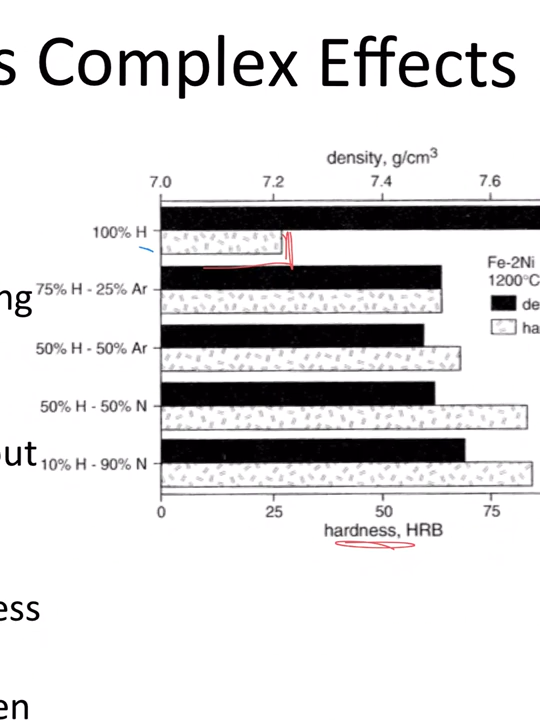 s Complex Effects
density, g/cm³
7.0 7.2 7.4 7.6
100% H
Fe-2Ni
1200°C
ng
75% H - 25% Ar
de
50% H - 50% Ar
ha
50% H - 50% N
out
10% H - 90% N
0 25 50 75
hardness, HRB
ess
en